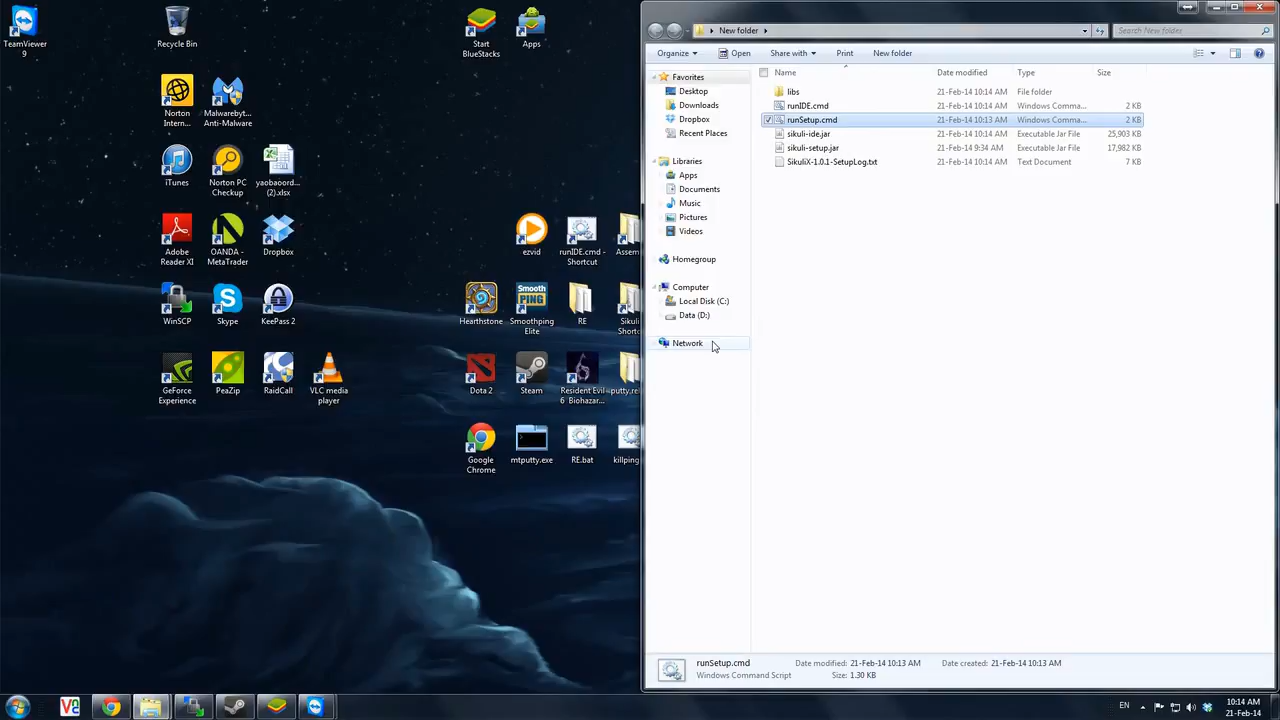 TeamViewer
9
Recycle Bin
Start
BlueStacks
Apps
Norton
Interne...
Malwarebyt...
Anti-Malware
iTunes
Norton PC
Checkup
yaobaoord...
(2).xlsx
Adobe
Reader XI
OANDA -
MetaTrader
Dropbox
ezvid
runIDE.cmd -
Shortcut
Assem
WinSCP
Skype
KeePass 2
Hearthstone
Smooth
PING
Smoothping
Elite
RE
Sikuli
Shortc
GeForce
Experience
PeaZip
RaidCall
VLC media
player
Dota 2
Steam
Resident Evil
6 Biohazar...
putty.re
Google
Chrome
mtputty.exe
RE.bat
killping
New folder
Search New folder
Organize
Open
Share with
Print
New folder
Name
Date modified
Type
Size
Favorites
Desktop
Downloads
Dropbox
Recent Places
Libraries
Apps
Documents
Music
Pictures
Videos
Homegroup
Computer
Local Disk (C:)
Data (D:)
Network
libs 21-Feb-14 10:14 AM File folder
runIDE.cmd 21-Feb-14 10:14 AM Windows Comma... 2 KB
runSetup.cmd 21-Feb-14 10:13 AM Windows Comma... 2 KB
sikuli-ide.jar 21-Feb-14 10:14 AM Executable Jar File 25,903 KB
sikuli-setup.jar 21-Feb-14 9:34 AM Executable Jar File 17,982 KB
SikuliX-1.0.1-SetupLog.txt 21-Feb-14 10:14 AM Text Document 7 KB
runSetup.cmd Date modified: 21-Feb-14 10:13 AM Date created: 21-Feb-14 10:13 AM
Windows Command Script Size: 1.30 KB
EN
10:14 AM
21-Feb-14